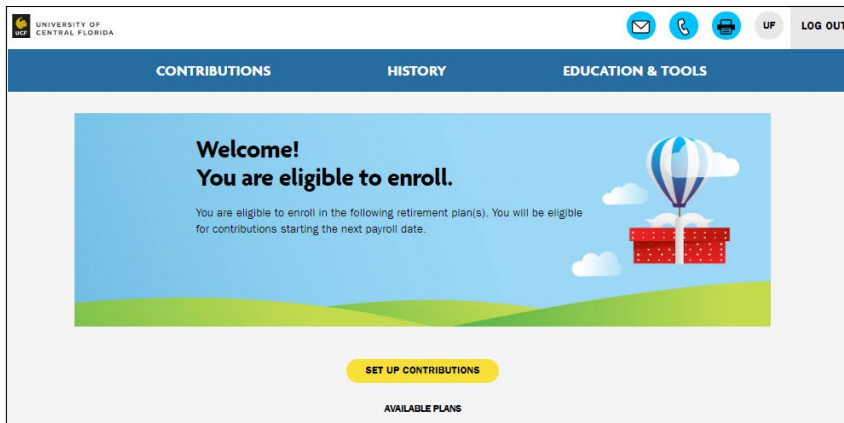 UCF
UNIVERSITY OF
CENTRAL FLORIDA
UF
LOG OUT
CONTRIBUTIONS
HISTORY
EDUCATION & TOOLS
Welcome!
You are eligible to enroll.
You are eligible to enroll in the following retirement plan(s). You will be eligible
for contributions starting the next payroll date.
SET UP CONTRIBUTIONS
AVAILABLE PLANS